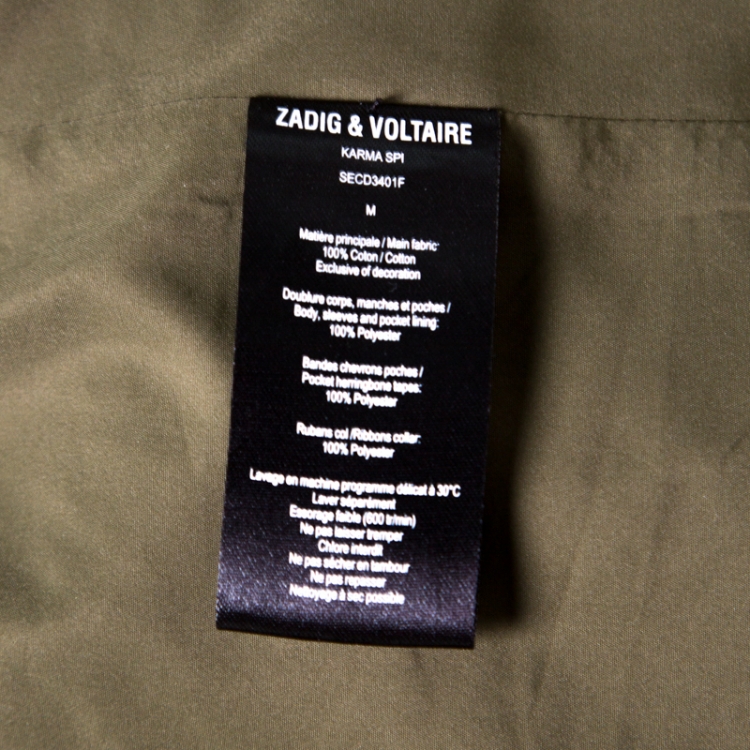 ZADIG & VOLTAIRE
KARMA SPI
SECD3401F
M
Matière principale / Main fabric:
100% Coton / Cotton
Exclusive of decoration
Doublure corps, manches et poches /
Body, sleeves and pocket lining:
100% Polyester
Bandes chevrons poches /
Pocket herringbone tapes:
100% Polyester
Rubans col /Ribbons collar:
100% Polyester
Lavage en machine programme délicat à 30°C
Laver séparément
Essorage faible (600 tr/min)
Ne pas laisser tremper
Chlore interdit
Ne pas sécher en tambour
Ne pas repasser
Nettoyage à sec possible